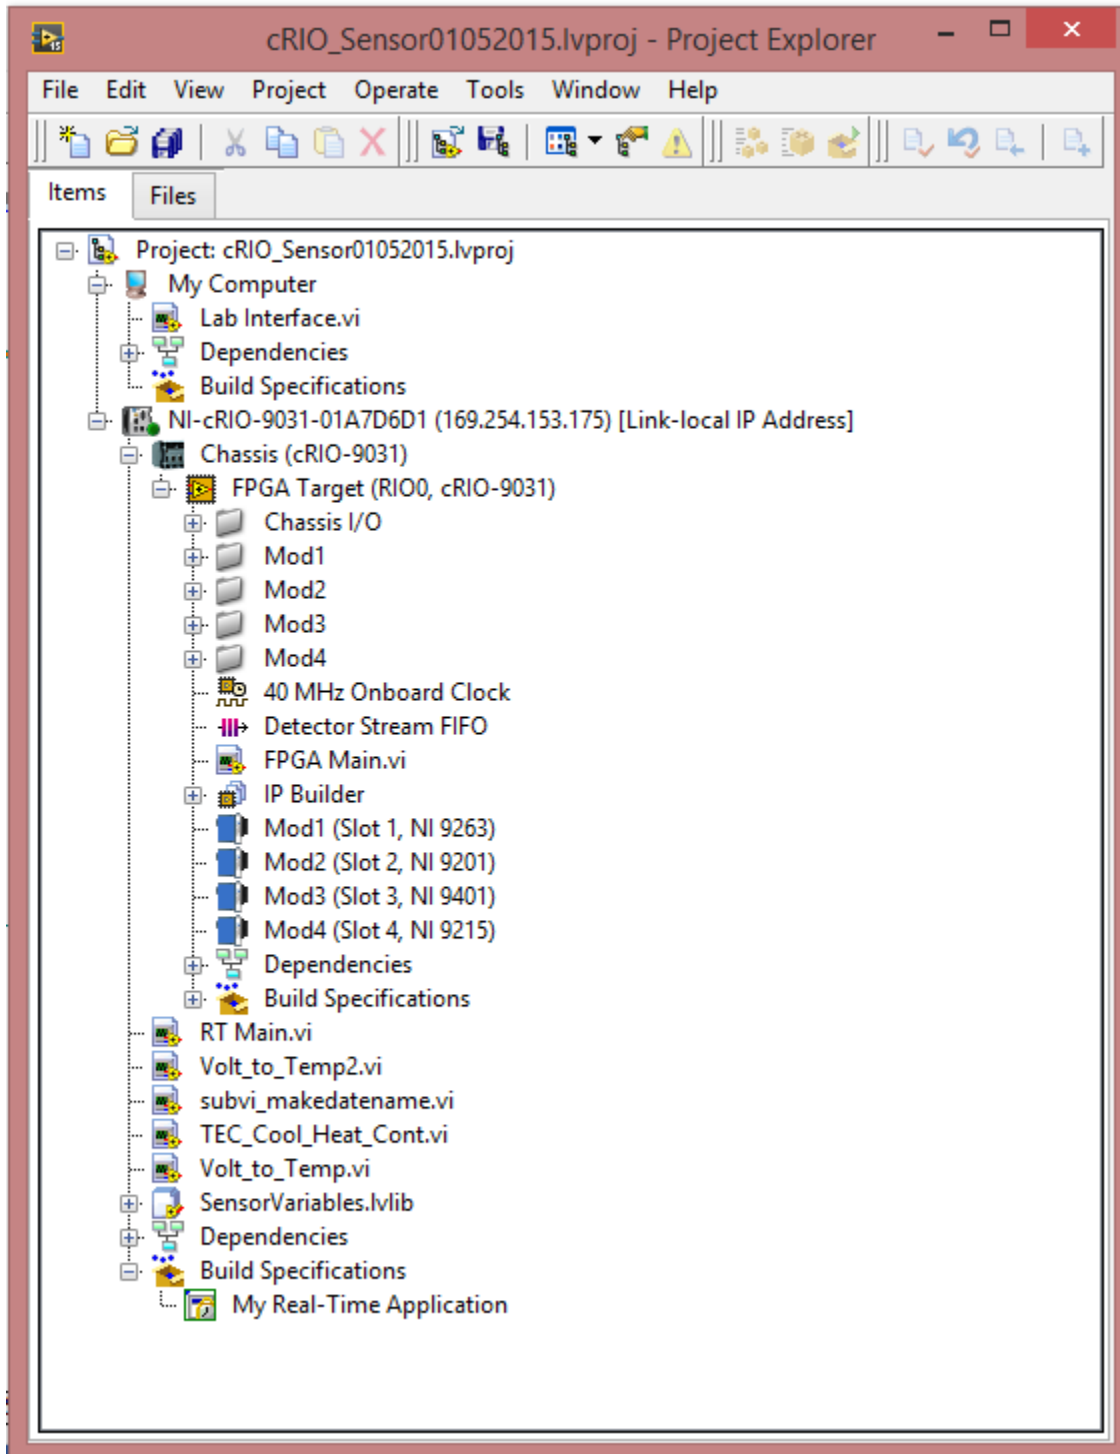 cRIO_Sensor01052015.lvproj - Project Explorer
File Edit View Project Operate Tools Window Help
Items Files
Project: cRIO_Sensor01052015.lvproj
My Computer
Lab Interface.vi
Dependencies
Build Specifications
NI-cRIO-9031-01A7D6D1 (169.254.153.175) [Link-local IP Address]
Chassis (cRIO-9031)
FPGA Target (RIO0, cRIO-9031)
Chassis I/O
Mod1
Mod2
Mod3
Mod4
40 MHz Onboard Clock
Detector Stream FIFO
FPGA Main.vi
IP Builder
Mod1 (Slot 1, NI 9263)
Mod2 (Slot 2, NI 9201)
Mod3 (Slot 3, NI 9401)
Mod4 (Slot 4, NI 9215)
Dependencies
Build Specifications
RT Main.vi
Volt_to_Temp2.vi
subvi_makedatename.vi
TEC_Cool_Heat_Cont.vi
Volt_to_Temp.vi
SensorVariables.lvlib
Dependencies
Build Specifications
My Real-Time Application